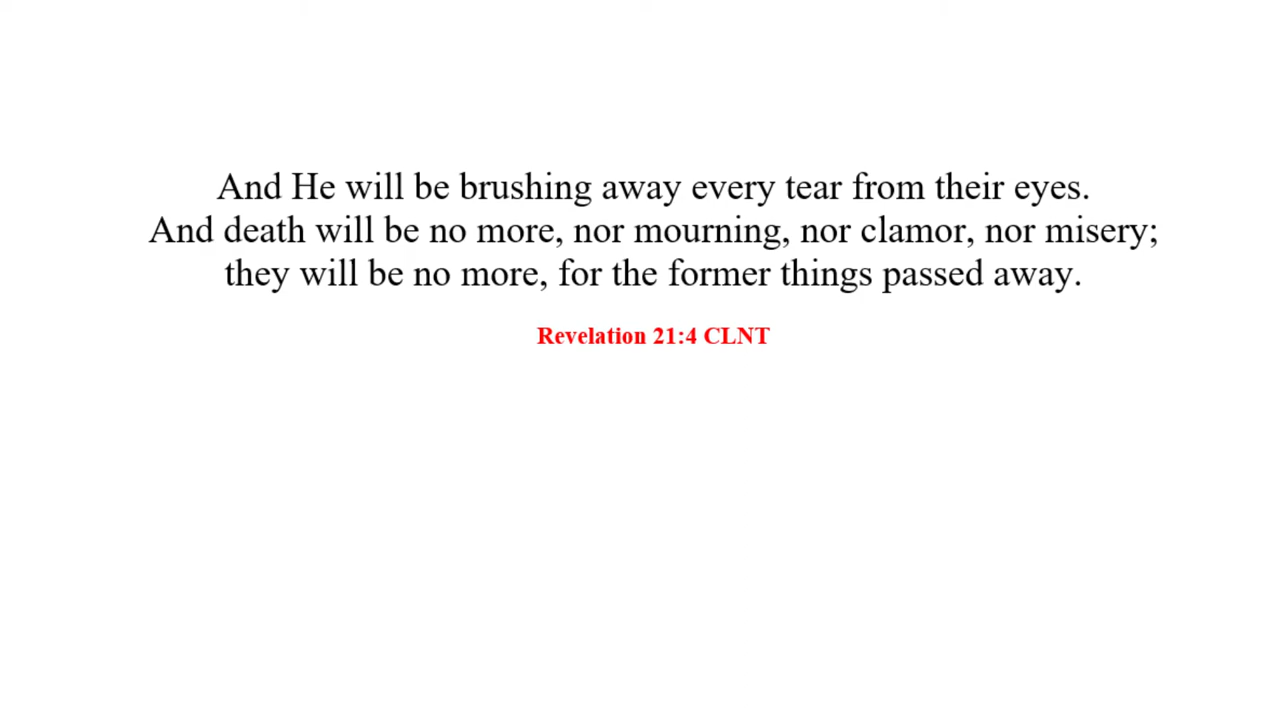 And He will be brushing away every tear from their eyes.
And death will be no more, nor mourning, nor clamor, nor misery;
they will be no more, for the former things passed away.
Revelation 21:4 CLNT